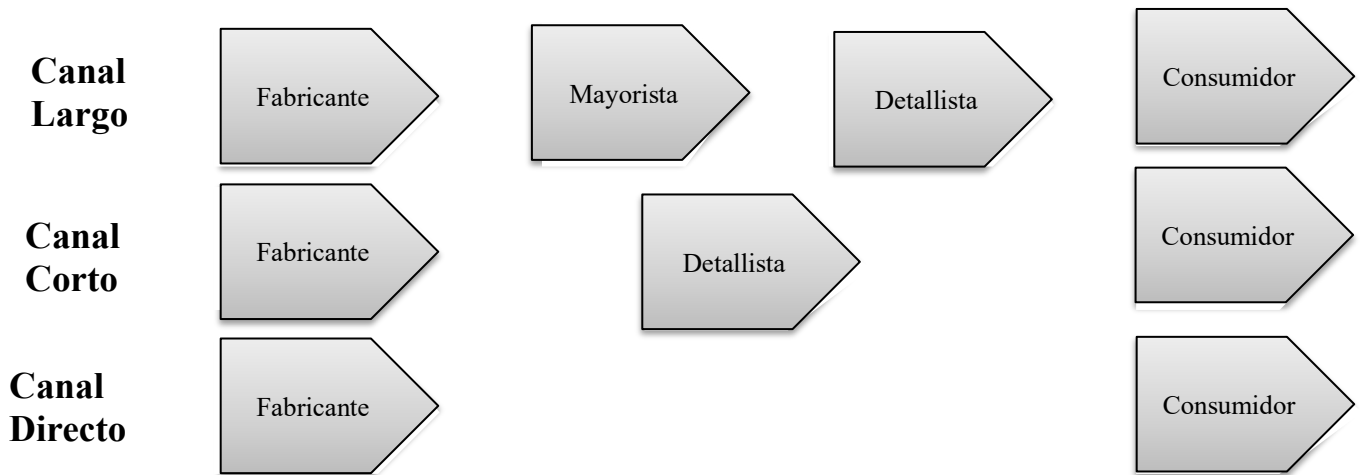 Canal
Largo
Fabricante
Mayorista
Detallista
Consumidor
Canal
Corto
Fabricante
Detallista
Consumidor
Canal
Directo
Fabricante
Consumidor